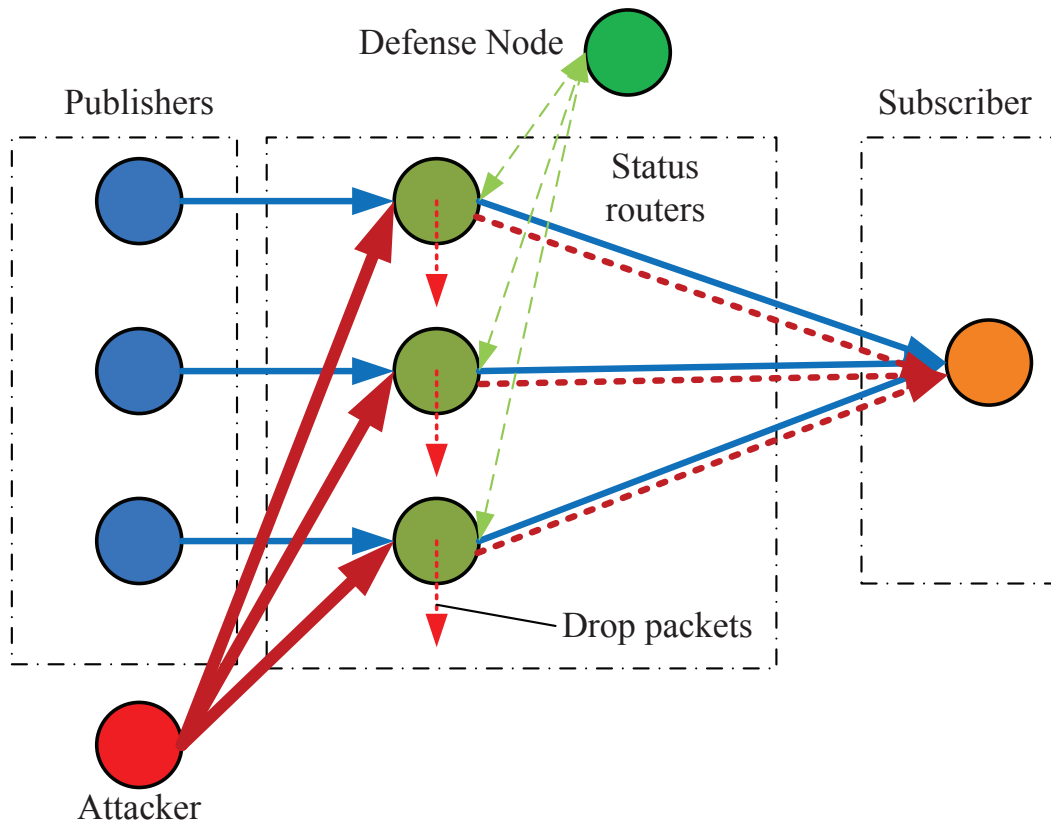 Defense Node
Publishers
Subscriber
Status
routers
Drop packets
Attacker